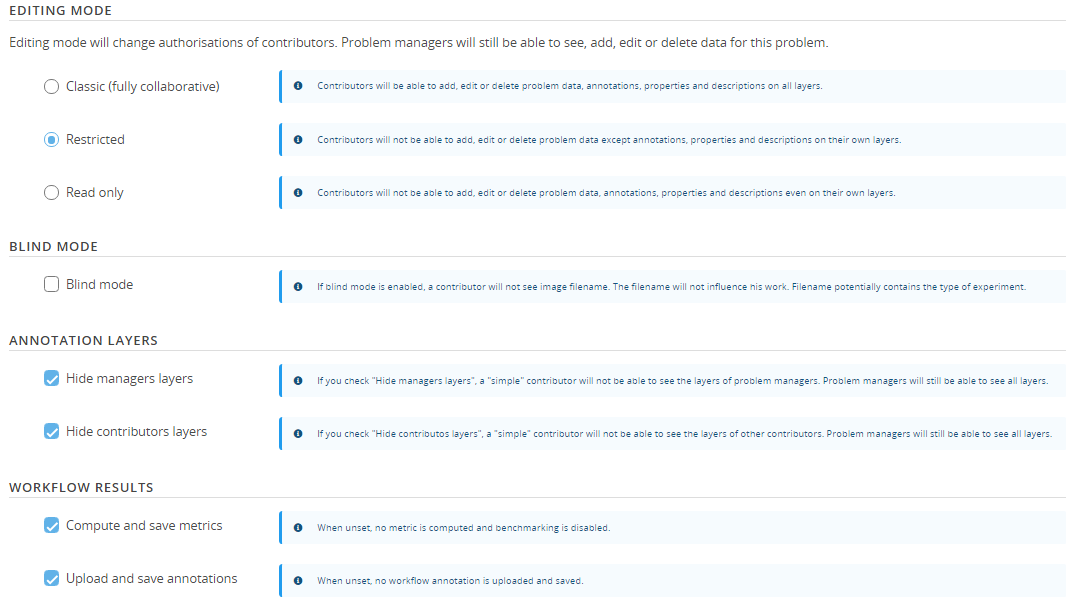 EDITING MODE
Editing mode will change authorisations of contributors. Problem managers will still be able to see, add, edit or delete data for this problem.
Classic (fully collaborative)
Contributors will be able to add, edit or delete problem data, annotations, properties and descriptions on all layers.
Restricted
Contributors will not be able to add, edit or delete problem data except annotations, properties and descriptions on their own layers.
Read only
Contributors will not be able to add, edit or delete problem data, annotations, properties and descriptions even on their own layers.
BLIND MODE
Blind mode
If blind mode is enabled, a contributor will not see image filename. The filename will not influence his work. Filename potentially contains the type of experiment.
ANNOTATION LAYERS
Hide managers layers
If you check "Hide managers layers", a "simple" contributor will not be able to see the layers of problem managers. Problem managers will still be able to see all layers.
Hide contributors layers
If you check "Hide contributos layers", a "simple" contributor will not be able to see the layers of other contributors. Problem managers will still be able to see all layers.
WORKFLOW RESULTS
Compute and save metrics
When unset, no metric is computed and benchmarking is disabled.
Upload and save annotations
When unset, no workflow annotation is uploaded and saved.